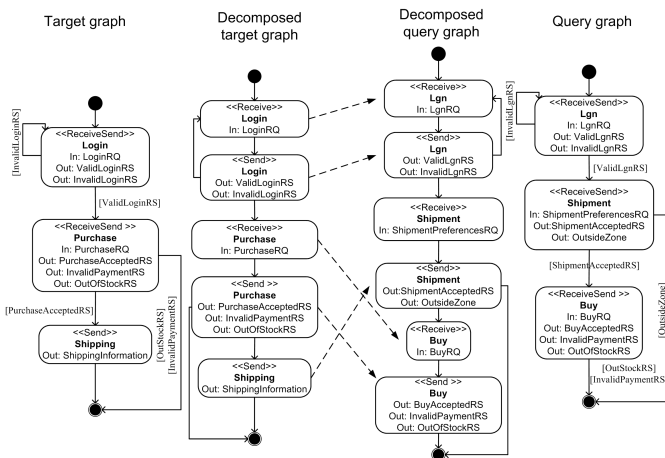 Target graph
[InvalidLoginRS]
<<ReceiveSend>>
Login
In: LoginRQ
Out: ValidLoginRS
Out: InvalidLoginRS
[ValidLoginRS]
<<ReceiveSend >>
Purchase
In: PurchaseRQ
Out: PurchaseAcceptedRS
Out: InvalidPaymentRS
Out: OutOfStockRS
[PurchaseAcceptedRS]
[OutStockRS]
[InvalidPaymentRS]
<<Send>>
Shipping
Out: ShippingInformation
Decomposed
target graph
<<Receive>>
Login
In: LoginRQ
<<Send>>
Login
Out: ValidLoginRS
Out: InvalidLoginRS
<<Receive>>
Purchase
In: PurchaseRQ
<<Send >>
Purchase
Out: PurchaseAcceptedRS
Out: InvalidPaymentRS
Out: OutOfStockRS
<<Send>>
Shipping
Out: ShippingInformation
Decomposed
query graph
<<Receive>>
Lgn
In: LgnRQ
<<Send>>
Lgn
Out: ValidLgnRS
Out: InvalidLgnRS
<<Receive>>
Shipment
In: ShipmentPreferencesRQ
<<Send>>
Shipment
Out:ShipmentAcceptedRS
Out: OutsideZone
<<Receive>>
Buy
In: BuyRQ
<<Send >>
Buy
Out: BuyAcceptedRS
Out: InvalidPaymentRS
Out: OutOfStockRS
Query graph
[InvalidLgnRS]
<<ReceiveSend>>
Lgn
In: LgnRQ
Out: ValidLgnRS
Out: InvalidLgnRS
[ValidLgnRS]
<<ReceiveSend>>
Shipment
In: ShipmentPreferencesRQ
Out:ShipmentAcceptedRS
Out: OutsideZone
[ShipmentAcceptedRS]
[OutsideZone]
<<ReceiveSend >>
Buy
In: BuyRQ
Out: BuyAcceptedRS
Out: InvalidPaymentRS
Out: OutOfStockRS
[OutStockRS]
[InvalidPaymentRS]